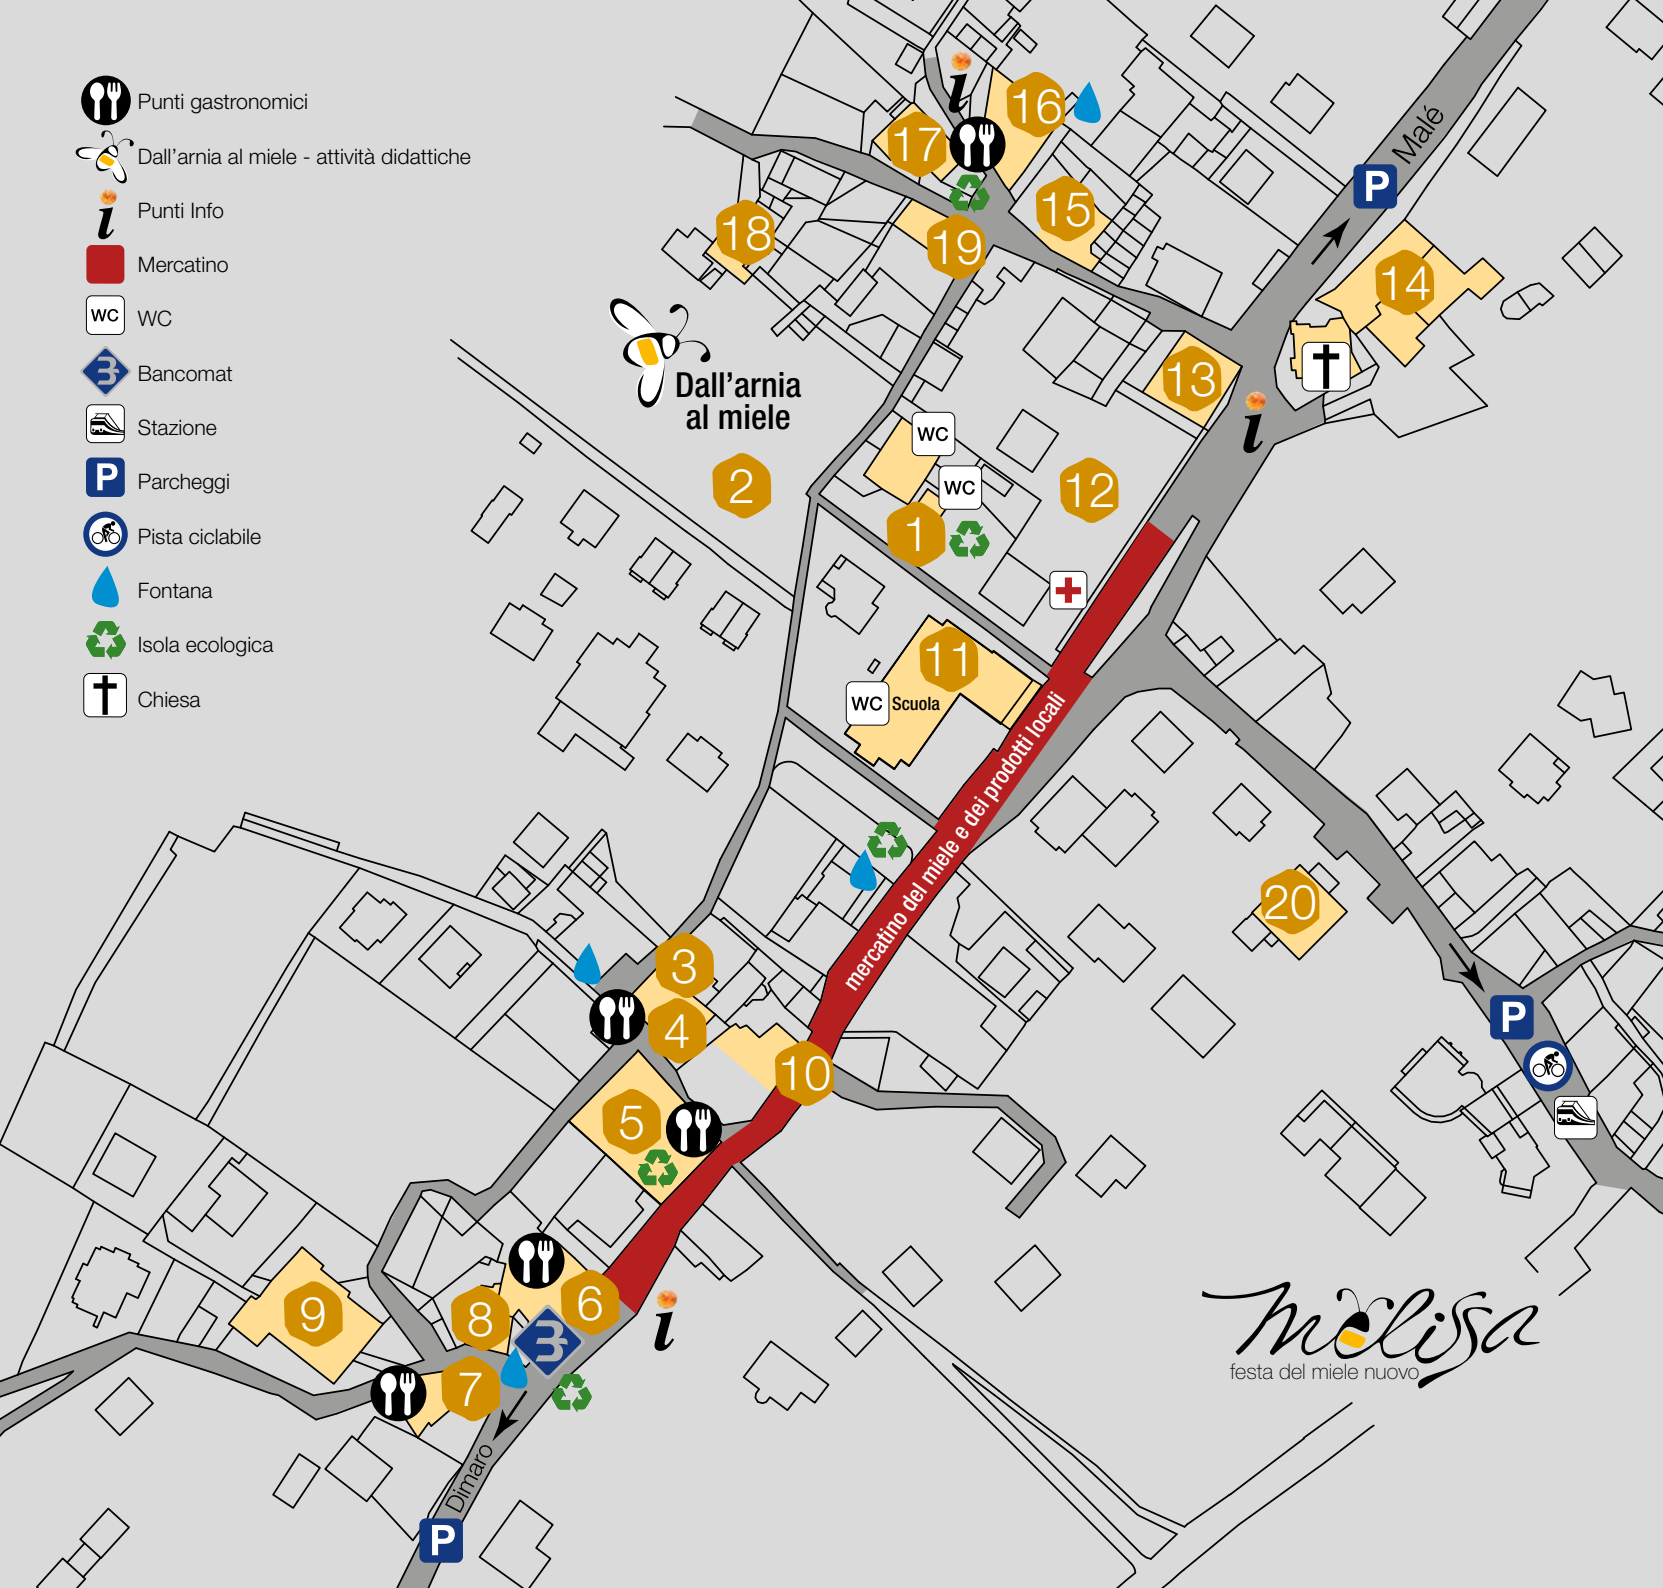 Punti gastronomici
Dall'arnia al miele - attività didattiche
i Punti Info
Mercatino
WC WC
3 Bancomat
Stazione
P Parcheggi
Pista ciclabile
Fontana
Isola ecologica
Chiesa
i
16
17
Malé
P
15
18
19
14
Dall'arnia
al miele
13
i
WC
2
WC
12
1
11
WC Scuola
mercatino del miele e dei prodotti locali
20
3
P
4
10
5
6
i
9
8
3
7
Melissa
festa del miele nuovo
Dimaro
P